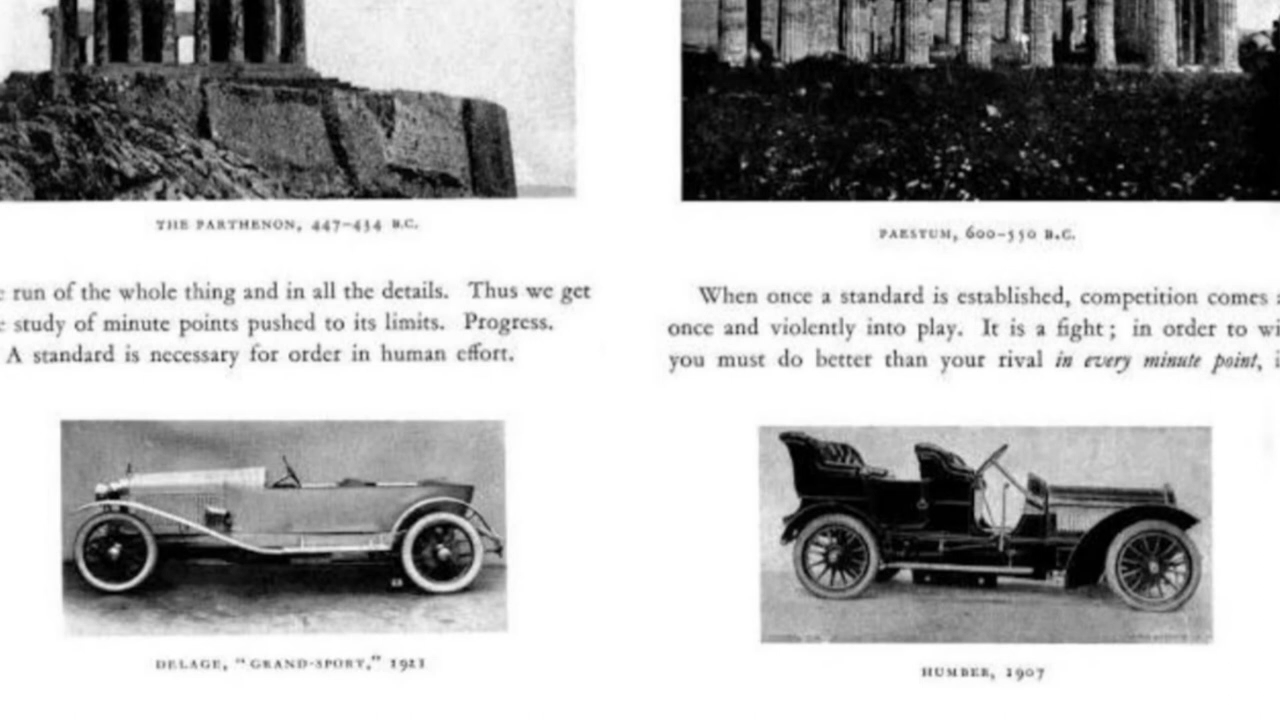 THE PARTHENON, 447–434 B.C.
run of the whole thing and in all the details. Thus we get
study of minute points pushed to its limits. Progress.
A standard is necessary for order in human effort.
DELAGE, "GRAND-SPORT," 1921
PAESTUM, 600–550 B.C.
When once a standard is established, competition comes
once and violently into play. It is a fight; in order to wi
you must do better than your rival in every minute point, i
HUMBER, 1907